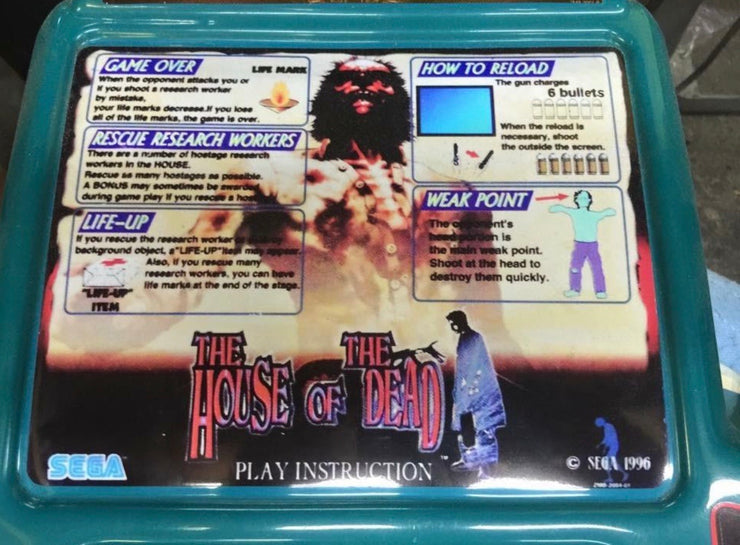 GAME OVER
LIFE MARK
When the opponent attacks you or
if you shoot a research worker
by mistake,
your life marks decrease.If you lose
all of the life marks, the game is over.
RESCUE RESEARCH WORKERS
There are a number of hostage research
workers in the HOUSE.
Rescue as many hostages as possible.
A BONUS may sometimes be awarded
during game play if you rescue a
LIFE-UP
If you rescue the research worker or
background object, a "LIFE-UP" item may appear.
Also, if you rescue many
research workers, you can have
life marks at the end of the stage.
"LIFE-UP"
ITEM
HOW TO RELOAD
The gun charges
6 bullets
When the reload is
necessary, shoot
the outside the screen.
WEAK POINT
The opponent's
head portion is
the main weak point.
Shoot at the head to
destroy them quickly.
THE HOUSE OF THE DEAD
TM
SEGA
PLAY INSTRUCTION
© SEGA 1996